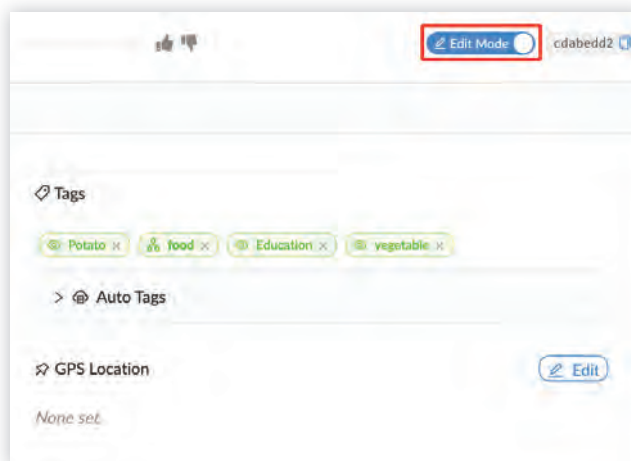 Edit Mode cdabedd2
Tags
Potato × food × Education × vegetable ×
> Auto Tags
GPS Location Edit
None set.